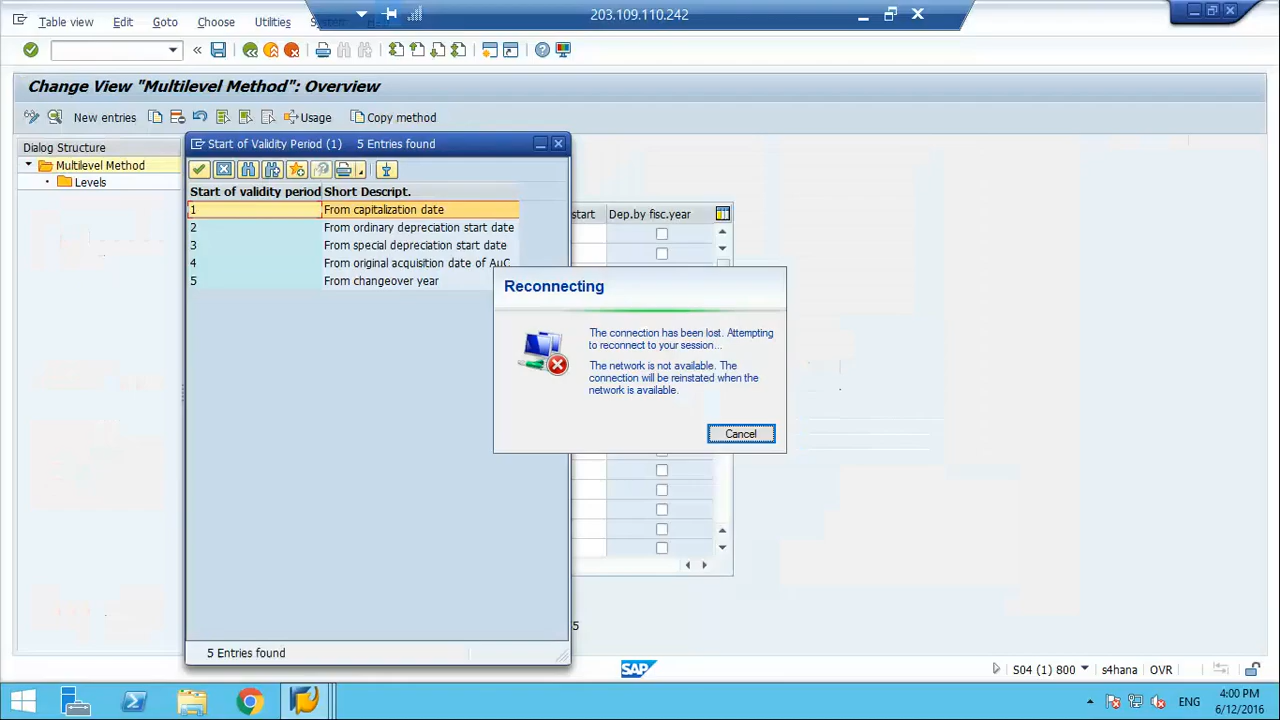 203.109.110.242
Table view Edit Goto Choose Utilities
Change View "Multilevel Method": Overview
New entries Usage Copy method
Dialog Structure
Multilevel Method
Levels
Start of Validity Period (1) 5 Entries found
Start of validity period Short Descript.
1 From capitalization date
2 From ordinary depreciation start date
3 From special depreciation start date
4 From original acquisition date of AuC
5 From changeover year
5 Entries found
start Dep.by fisc.year
Reconnecting
The connection has been lost. Attempting
to reconnect to your session...
The network is not available. The
connection will be reinstated when the
network is available.
Cancel
5
SAP
S04 (1) 800 s4hana OVR
ENG
4:00 PM
6/12/2016